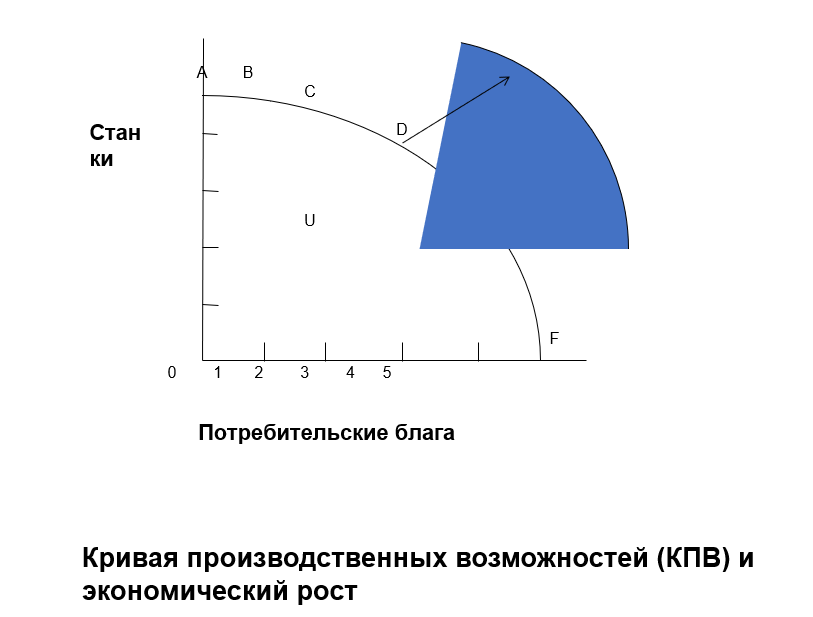 A B
C
D
Стан
ки
U
F
0 1 2 3 4 5
Потребительские блага
Кривая производственных возможностей (КПВ) и
экономический рост